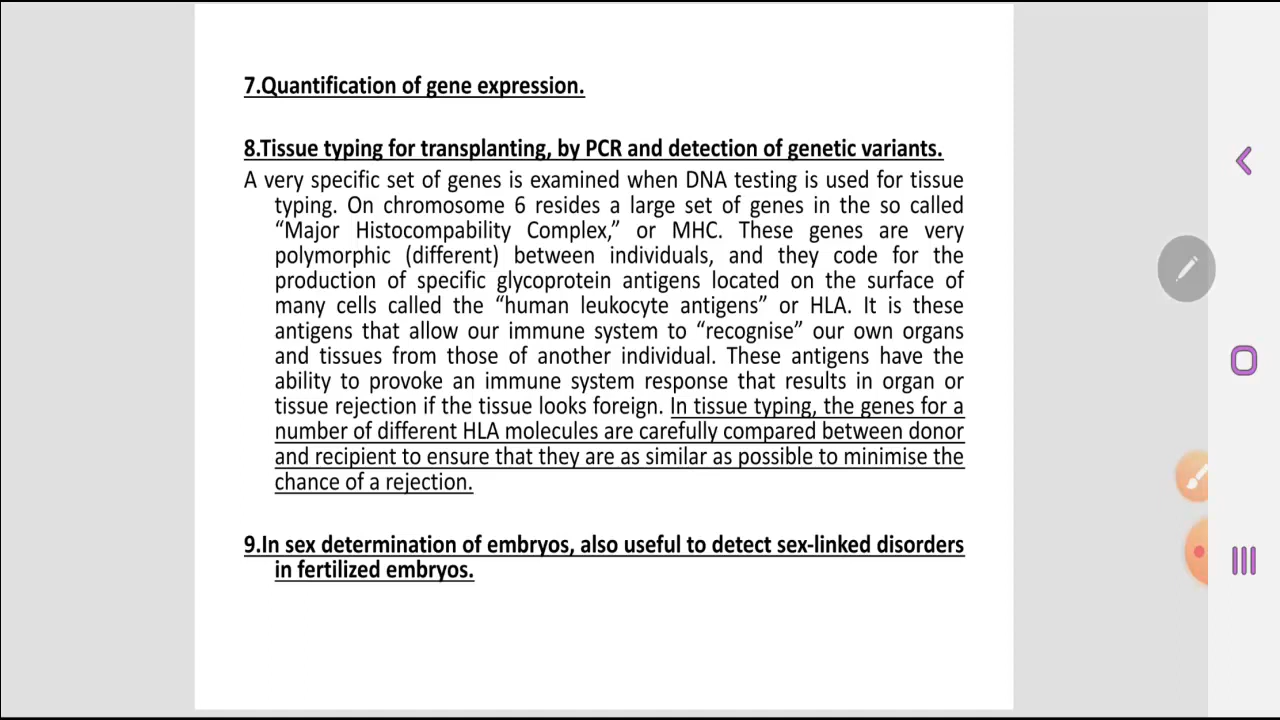 7.Quantification of gene expression.
8.Tissue typing for transplanting, by PCR and detection of genetic variants.
A very specific set of genes is examined when DNA testing is used for tissue
typing. On chromosome 6 resides a large set of genes in the so called
“Major Histocompability Complex,” or MHC. These genes are very
polymorphic (different) between individuals, and they code for the
production of specific glycoprotein antigens located on the surface of
many cells called the “human leukocyte antigens” or HLA. It is these
antigens that allow our immune system to “recognise” our own organs
and tissues from those of another individual. These antigens have the
ability to provoke an immune system response that results in organ or
tissue rejection if the tissue looks foreign. In tissue typing, the genes for a
number of different HLA molecules are carefully compared between donor
and recipient to ensure that they are as similar as possible to minimise the
chance of a rejection.
9.In sex determination of embryos, also useful to detect sex-linked disorders
in fertilized embryos.